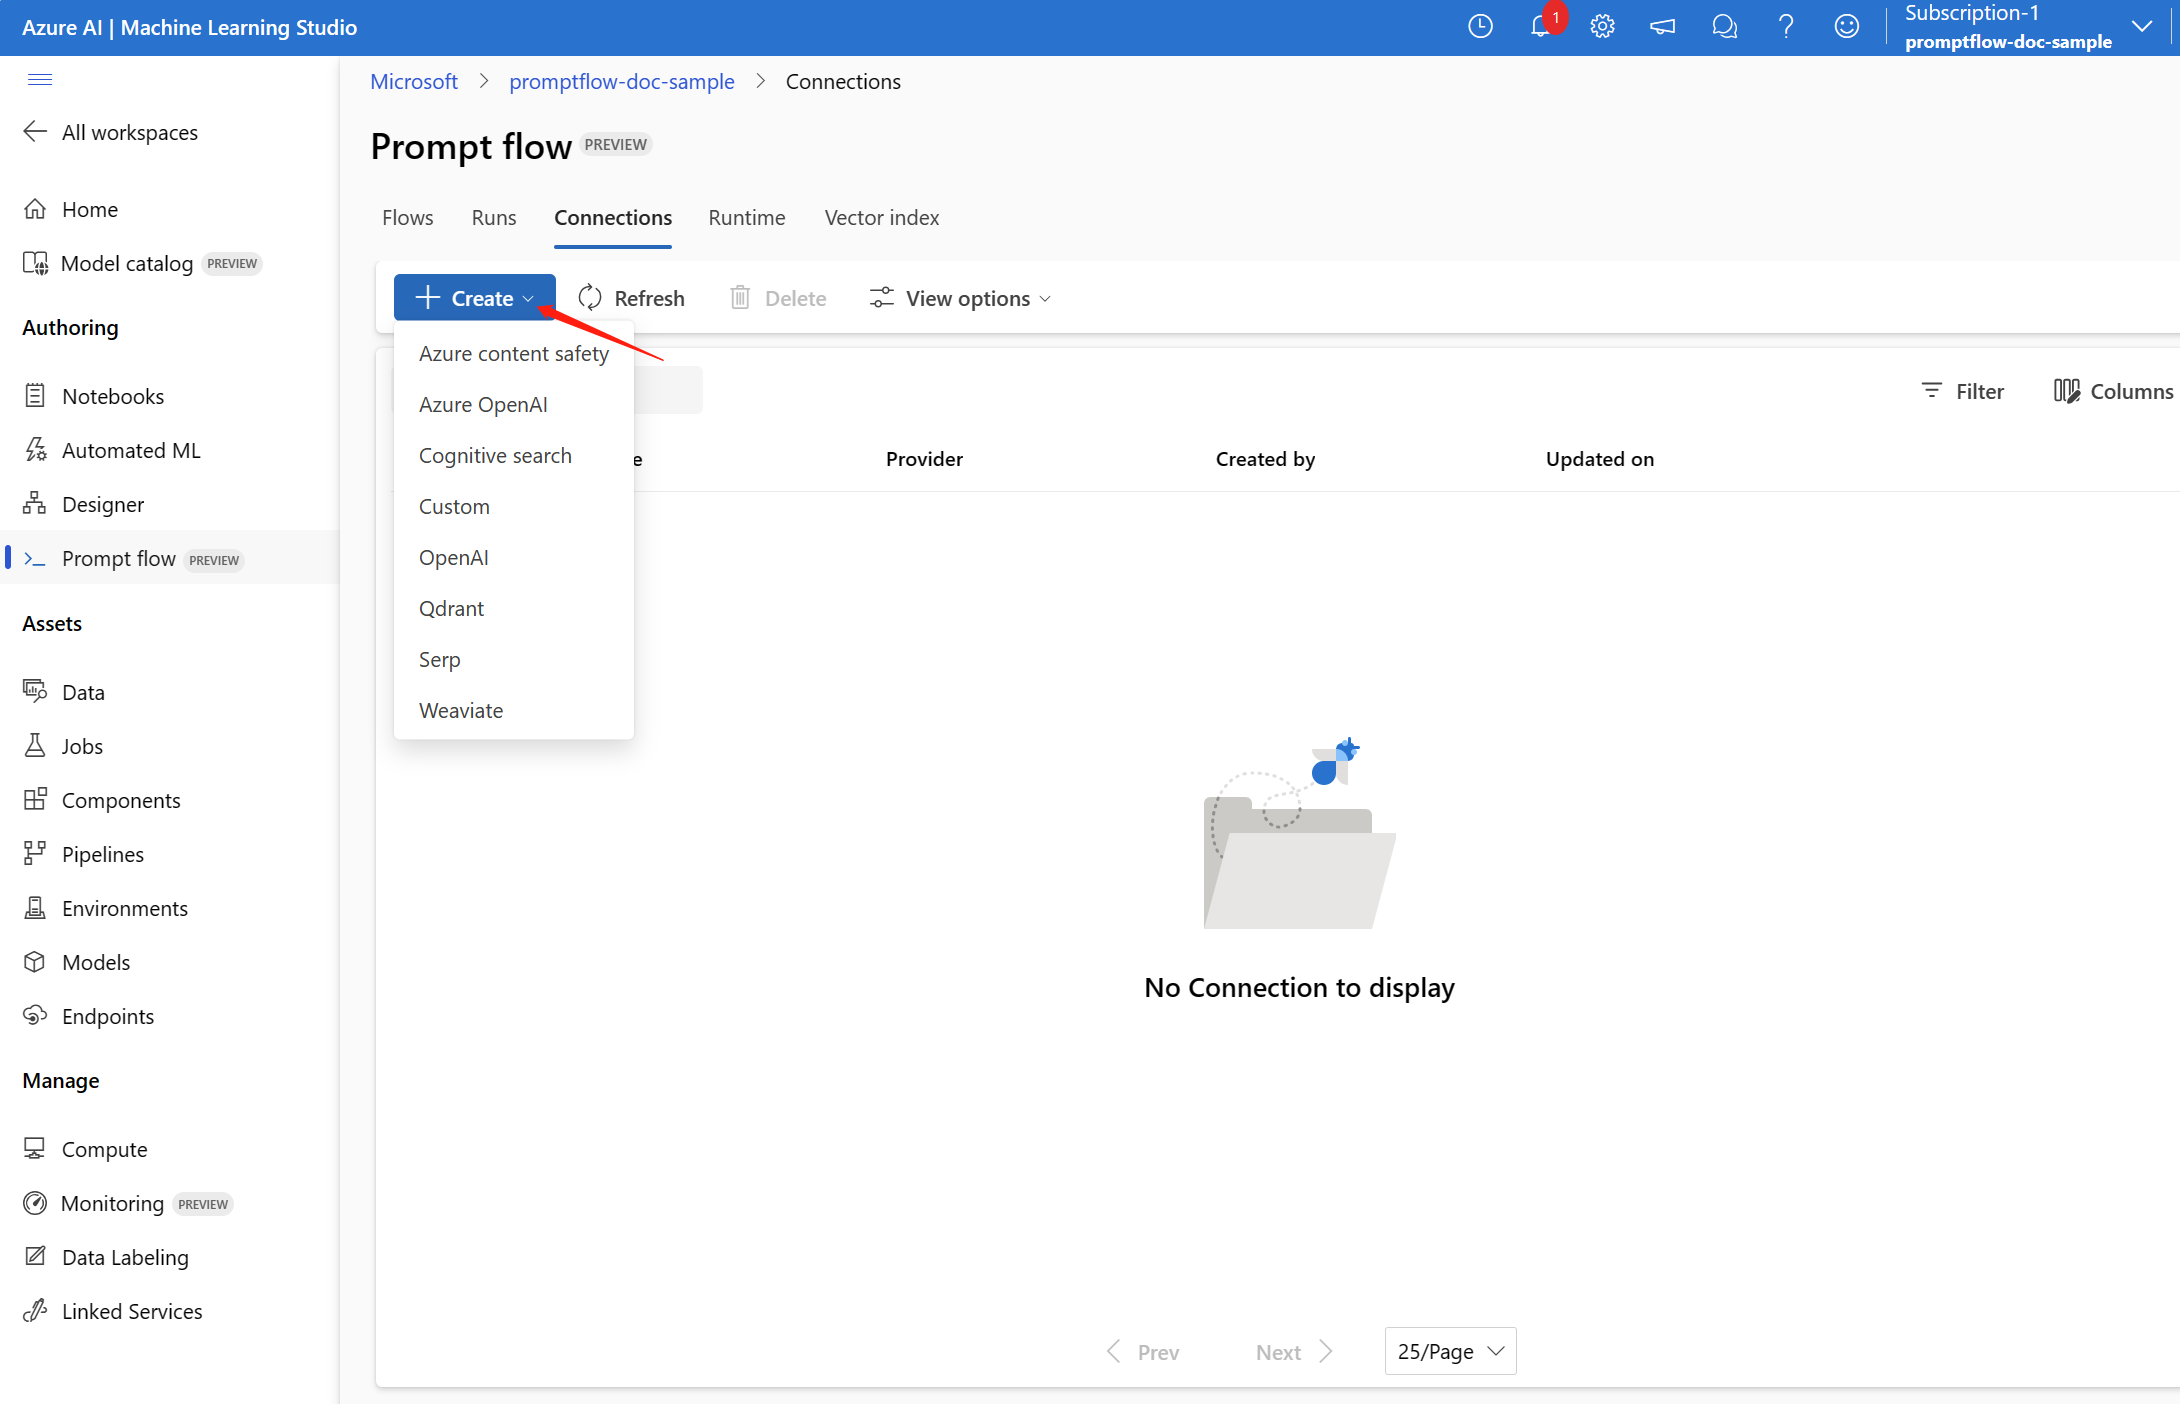 Azure AI | Machine Learning Studio
1
Subscription-1
promptflow-doc-sample
All workspaces
Home
Model catalog PREVIEW
Authoring
Notebooks
Automated ML
Designer
Prompt flow PREVIEW
Assets
Data
Jobs
Components
Pipelines
Environments
Models
Endpoints
Manage
Compute
Monitoring PREVIEW
Data Labeling
Linked Services
Microsoft > promptflow-doc-sample > Connections
Prompt flow PREVIEW
Flows Runs Connections Runtime Vector index
Create Refresh Delete View options
Azure content safety
Azure OpenAI
Cognitive search
Custom
OpenAI
Qdrant
Serp
Weaviate
Filter Columns
e Provider Created by Updated on
No Connection to display
Prev Next 25/Page